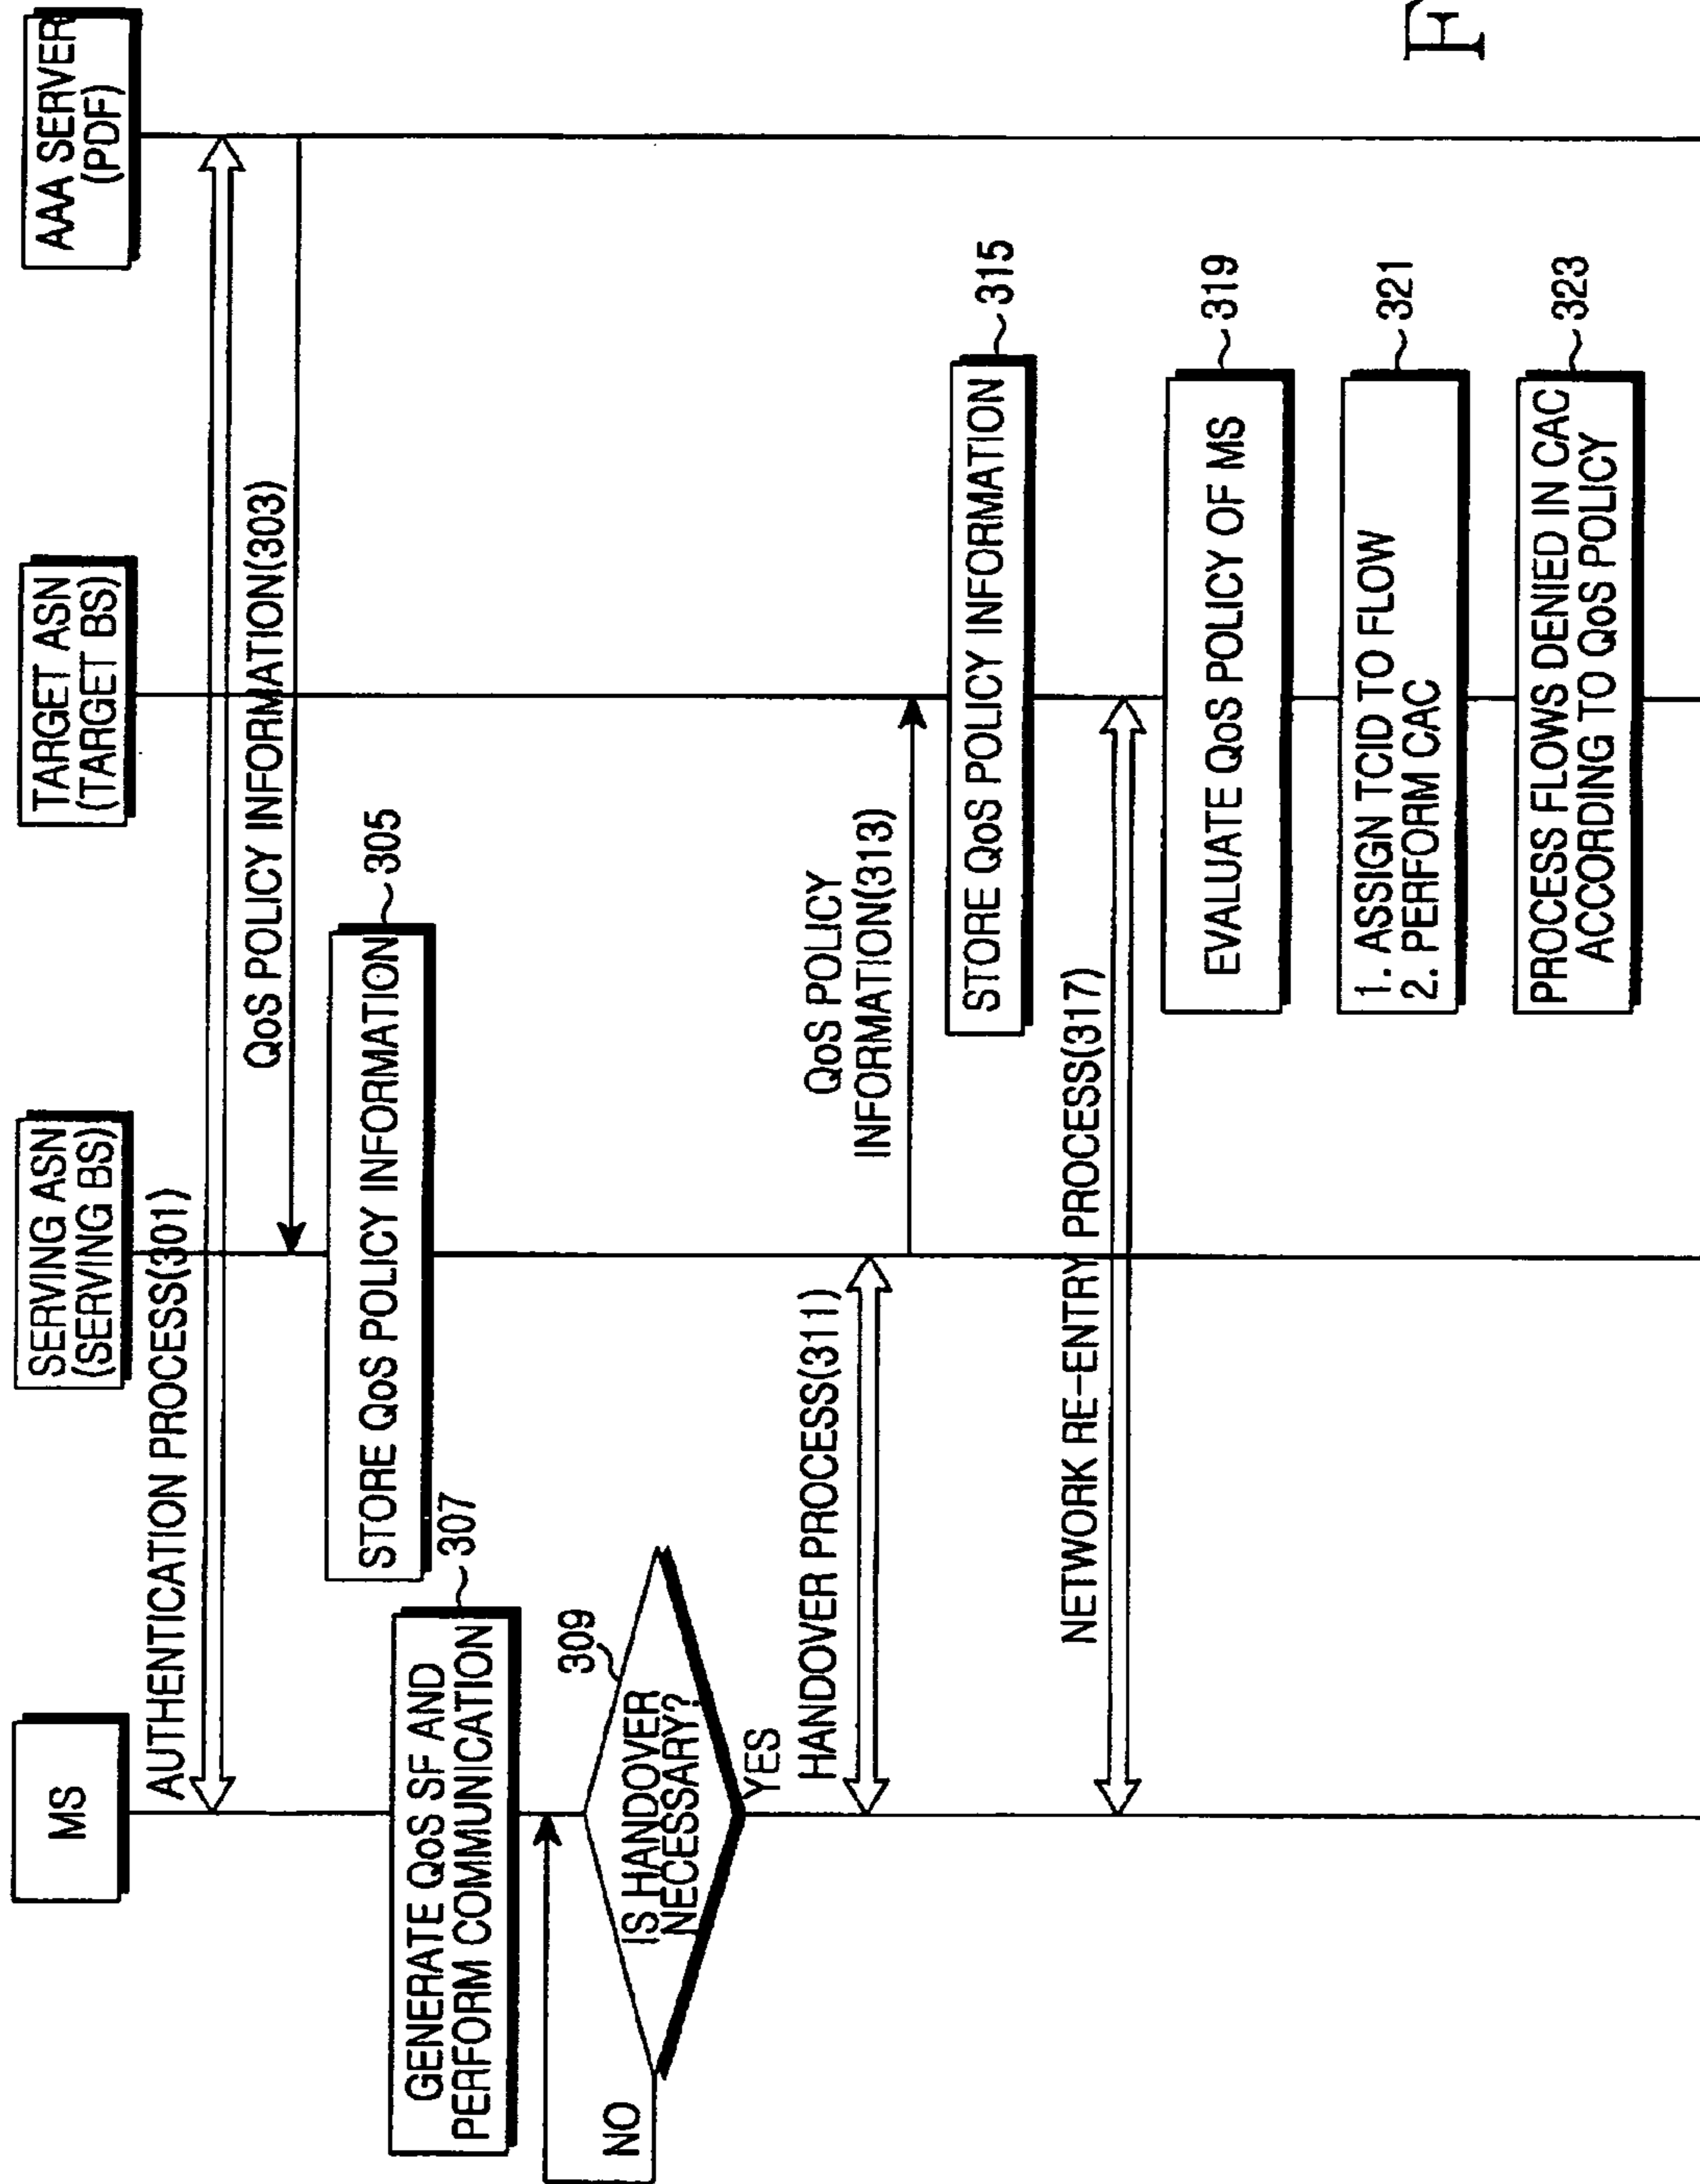 MS
SERVING ASN
(SERVING BS)
TARGET ASN
(TARGET BS)
AAA SERVER
(PDF)
AUTHENTICATION PROCESS(301)
QoS POLICY INFORMATION(303)
STORE QoS POLICY INFORMATION
305
GENERATE QoS SF AND
PERFORM COMMUNICATION
307
309
IS HANDOVER
NECESSARY?
NO
YES
HANDOVER PROCESS(311)
QoS POLICY
INFORMATION(313)
STORE QoS POLICY INFORMATION
315
NETWORK RE-ENTRY PROCESS(317)
EVALUATE QoS POLICY OF MS
319
1. ASSIGN TCID TO FLOW
2. PERFORM CAC
321
PROCESS FLOWS DENIED IN CAC
ACCORDING TO QoS POLICY
323
F